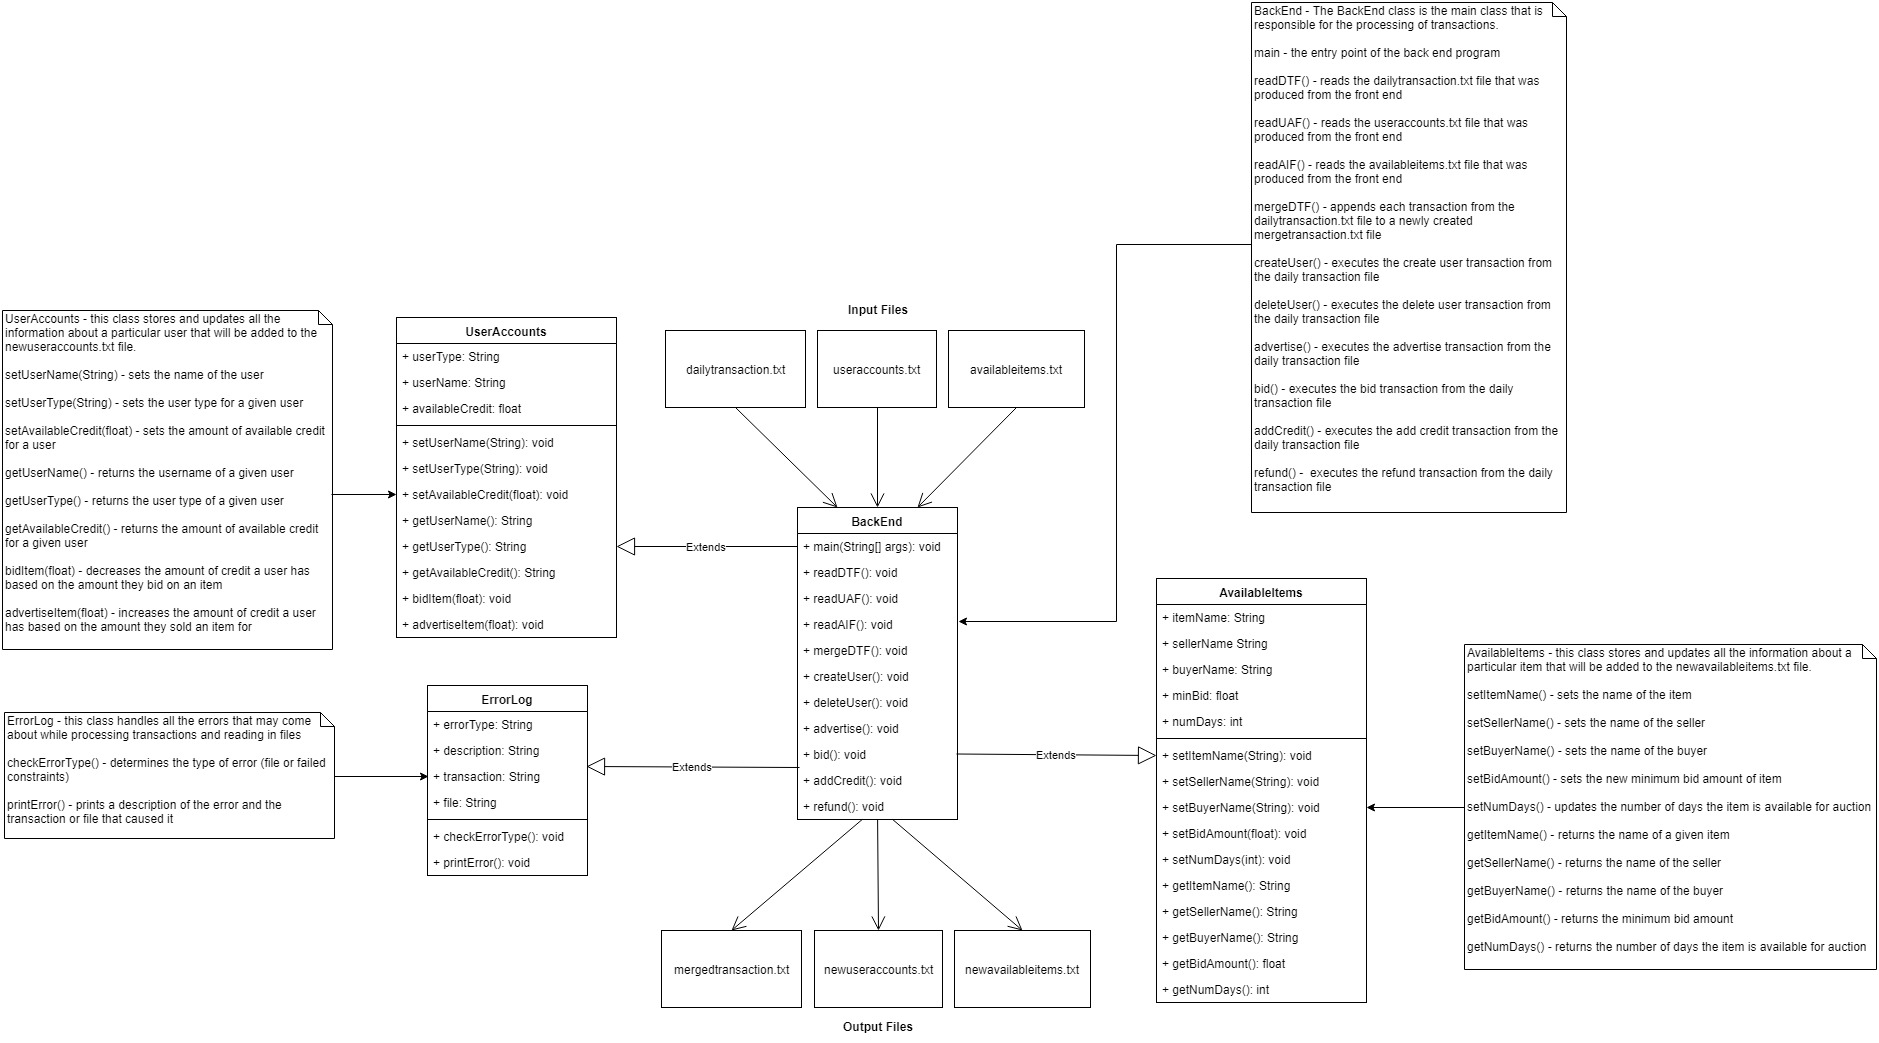 BackEnd - The BackEnd class is the main class that is
responsible for the processing of transactions.
main - the entry point of the back end program
readDTF() - reads the dailytransaction.txt file that was
produced from the front end
readUAF() - reads the useraccounts.txt file that was
produced from the front end
readAIF() - reads the availableitems.txt file that was
produced from the front end
mergeDTF() - appends each transaction from the
dailytransaction.txt file to a newly created
mergetransaction.txt file
createUser() - executes the create user transaction from
the daily transaction file
deleteUser() - executes the delete user transaction from
the daily transaction file
advertise() - executes the advertise transaction from the
daily transaction file
bid() - executes the bid transaction from the daily
transaction file
addCredit() - executes the add credit transaction from the
daily transaction file
refund() -  executes the refund transaction from the daily
transaction file
UserAccounts - this class stores and updates all the
information about a particular user that will be added to the
newuseraccounts.txt file.
setUserName(String) - sets the name of the user
setUserType(String) - sets the user type for a given user
setAvailableCredit(float) - sets the amount of available credit
for a user
getUserName() - returns the username of a given user
getUserType() - returns the user type of a given user
getAvailableCredit() - returns the amount of available credit
for a given user
bidItem(float) - decreases the amount of credit a user has
based on the amount they bid on an item
advertiseItem(float) - increases the amount of credit a user
has based on the amount they sold an item for
UserAccounts
+ userType: String
+ userName: String
+ availableCredit: float
+ setUserName(String): void
+ setUserType(String): void
+ setAvailableCredit(float): void
+ getUserName(): String
+ getUserType(): String
+ getAvailableCredit(): String
+ bidItem(float): void
+ advertiseItem(float): void
Input Files
dailytransaction.txt
useraccounts.txt
availableitems.txt
Extends
BackEnd
+ main(String[] args): void
+ readDTF(): void
+ readUAF(): void
+ readAIF(): void
+ mergeDTF(): void
+ createUser(): void
+ deleteUser(): void
+ advertise(): void
+ bid(): void
+ addCredit(): void
+ refund(): void
ErrorLog - this class handles all the errors that may come
about while processing transactions and reading in files
checkErrorType() - determines the type of error (file or failed
constraints)
printError() - prints a description of the error and the
transaction or file that caused it
ErrorLog
+ errorType: String
+ description: String
+ transaction: String
+ file: String
+ checkErrorType(): void
+ printError(): void
Extends
Extends
AvailableItems
+ itemName: String
+ sellerName String
+ buyerName: String
+ minBid: float
+ numDays: int
+ setItemName(String): void
+ setSellerName(String): void
+ setBuyerName(String): void
+ setBidAmount(float): void
+ setNumDays(int): void
+ getItemName(): String
+ getSellerName(): String
+ getBuyerName(): String
+ getBidAmount(): float
+ getNumDays(): int
AvailableItems - this class stores and updates all the information about a
particular item that will be added to the newavailableitems.txt file.
setItemName() - sets the name of the item
setSellerName() - sets the name of the seller
setBuyerName() - sets the name of the buyer
setBidAmount() - sets the new minimum bid amount of item
setNumDays() - updates the number of days the item is available for auction
getItemName() - returns the name of a given item
getSellerName() - returns the name of the seller
getBuyerName() - returns the name of the buyer
getBidAmount() - returns the minimum bid amount
getNumDays() - returns the number of days the item is available for auction
mergedtransaction.txt
newuseraccounts.txt
newavailableitems.txt
Output Files